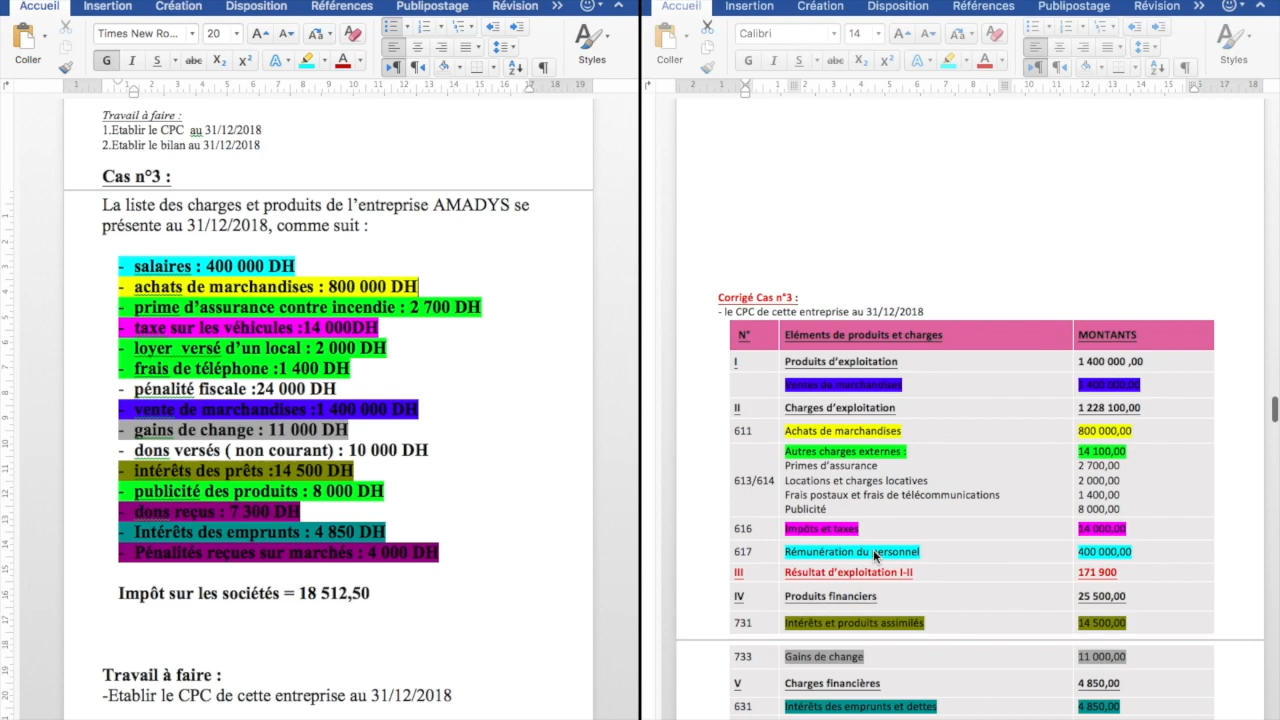 Accueil Insertion Création Disposition Références Publipostage Révision >>
Coller Times New Ro... 20 Styles
Travail à faire :
1.Etablir le CPC au 31/12/2018
2.Etablir le bilan au 31/12/2018
Cas n°3 :
La liste des charges et produits de l’entreprise AMADYS se
présente au 31/12/2018, comme suit :
- salaires : 400 000 DH
- achats de marchandises : 800 000 DH
- prime d’assurance contre incendie : 2 700 DH
- taxe sur les véhicules :14 000DH
- loyer versé d’un local : 2 000 DH
- frais de téléphone :1 400 DH
- pénalité fiscale :24 000 DH
- vente de marchandises :1 400 000 DH
- gains de change : 11 000 DH
- dons versés ( non courant) : 10 000 DH
- intérêts des prêts :14 500 DH
- publicité des produits : 8 000 DH
- dons reçus : 7 300 DH
- Intérêts des emprunts : 4 850 DH
- Pénalités reçues sur marchés : 4 000 DH
Impôt sur les sociétés = 18 512,50
Travail à faire :
-Etablir le CPC de cette entreprise au 31/12/2018
Accueil Insertion Création Disposition Références Publipostage Révision >>
Coller Calibri 14 Styles
Corrigé Cas n°3 :
- le CPC de cette entreprise au 31/12/2018
N° Eléments de produits et charges MONTANTS
I Produits d’exploitation 1 400 000 ,00
Ventes de marchandises 1 400 000,00
II Charges d’exploitation 1 228 100,00
611 Achats de marchandises 800 000,00
Autres charges externes : 14 100,00
Primes d’assurance 2 700,00
613/614 Locations et charges locatives 2 000,00
Frais postaux et frais de télécommunications 1 400,00
Publicité 8 000,00
616 Impôts et taxes 14 000,00
617 Rémunération du personnel 400 000,00
III Résultat d’exploitation I-II 171 900
IV Produits financiers 25 500,00
731 Intérêts et produits assimilés 14 500,00
733 Gains de change 11 000,00
V Charges financières 4 850,00
631 Intérêts des emprunts et dettes 4 850,00